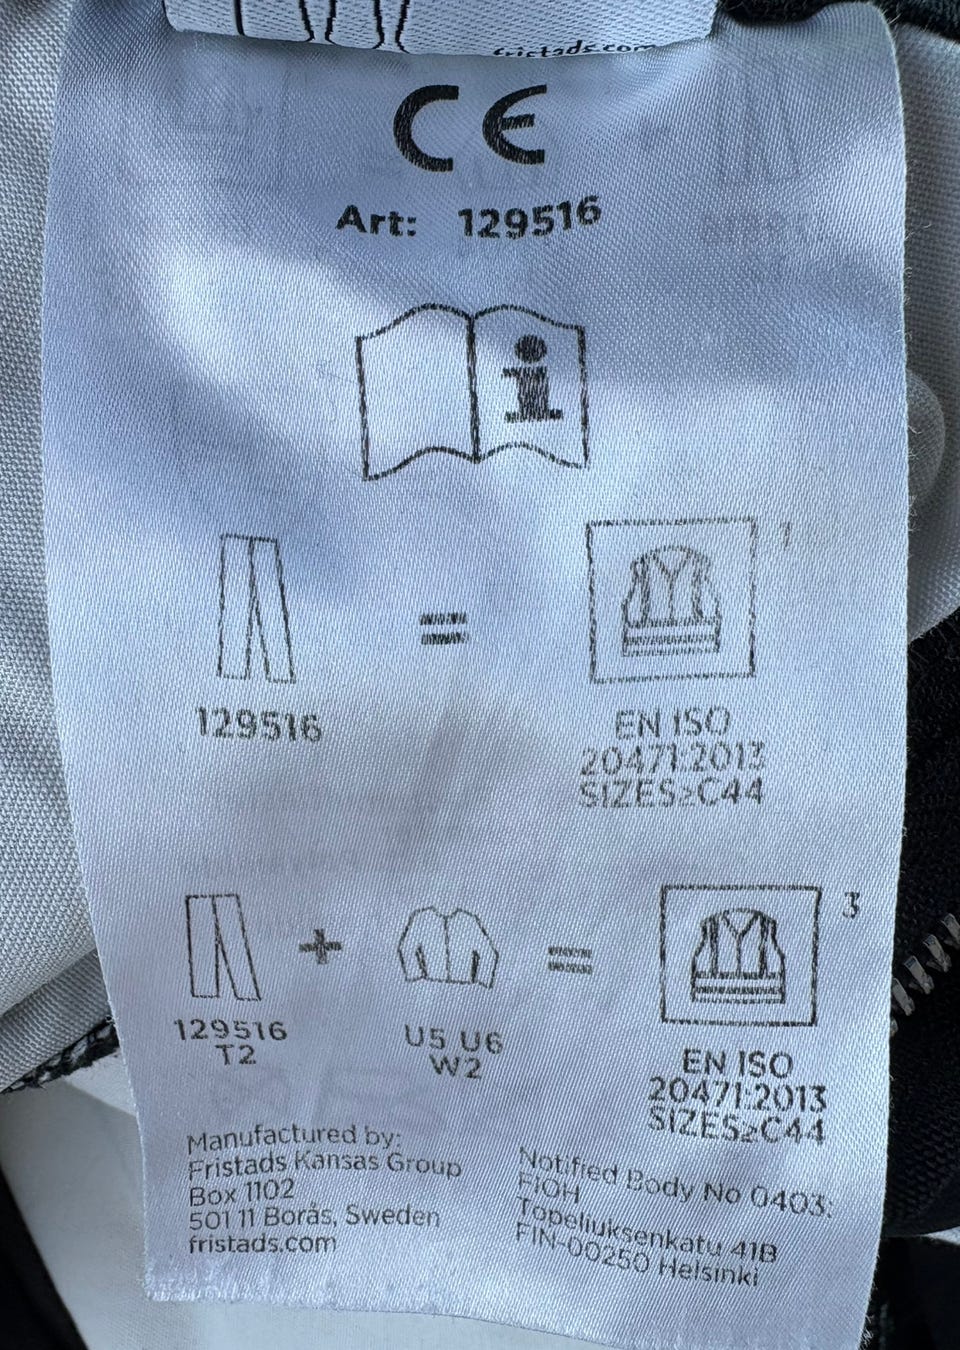 fristads.com
CE
Art: 129516
i
= 1
129516
EN ISO
20471:2013
SIZES≥C44
+ = 3
129516
T2
U5 U6
W2
EN ISO
20471:2013
SIZES≥C44
Manufactured by:
Fristads Kansas Group
Box 1102
501 11 Borås, Sweden
fristads.com
Notified Body No 0403:
FIOH
Topeliuksenkatu 41B
FIN-00250 Helsinki